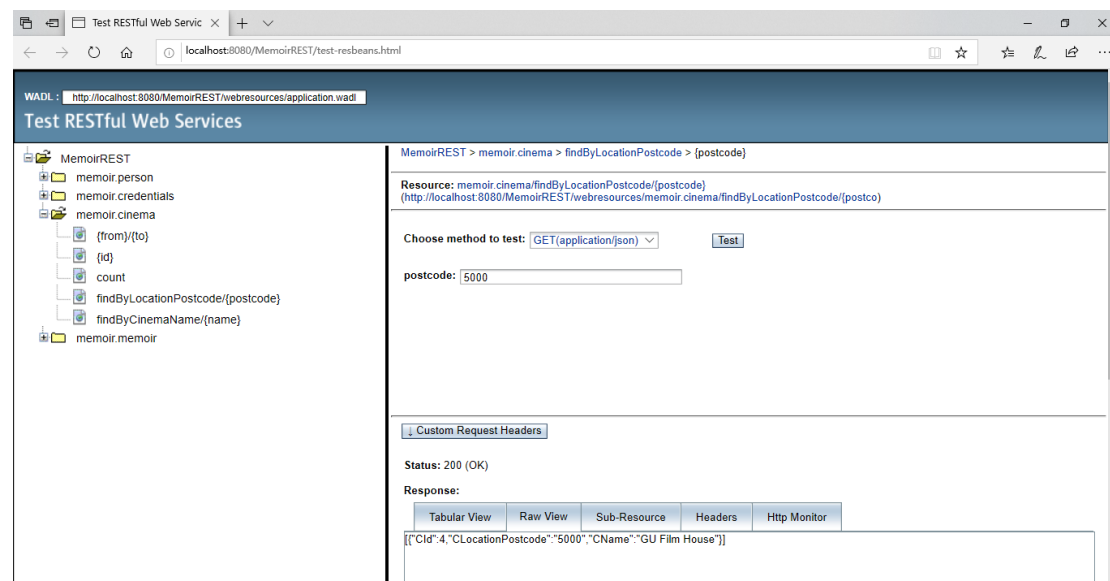 Test RESTful Web Servic
localhost:8080/MemoirREST/test-resbeans.html
WADL : http://localhost:8080/MemoirREST/webresources/application.wadl
Test RESTful Web Services
MemoirREST
memoir.person
memoir.credentials
memoir.cinema
{from}/{to}
{id}
count
findByLocationPostcode/{postcode}
findByCinemaName/{name}
memoir.memoir
MemoirREST > memoir.cinema > findByLocationPostcode > {postcode}
Resource: memoir.cinema/findByLocationPostcode/{postcode}
(http://localhost:8080/MemoirREST/webresources/memoir.cinema/findByLocationPostcode/{postco)
Choose method to test: GET(application/json) Test
postcode: 5000
↓ Custom Request Headers
Status: 200 (OK)
Response:
Tabular View Raw View Sub-Resource Headers Http Monitor
[{"CId":4,"CLocationPostcode":"5000","CName":"GU Film House"}]